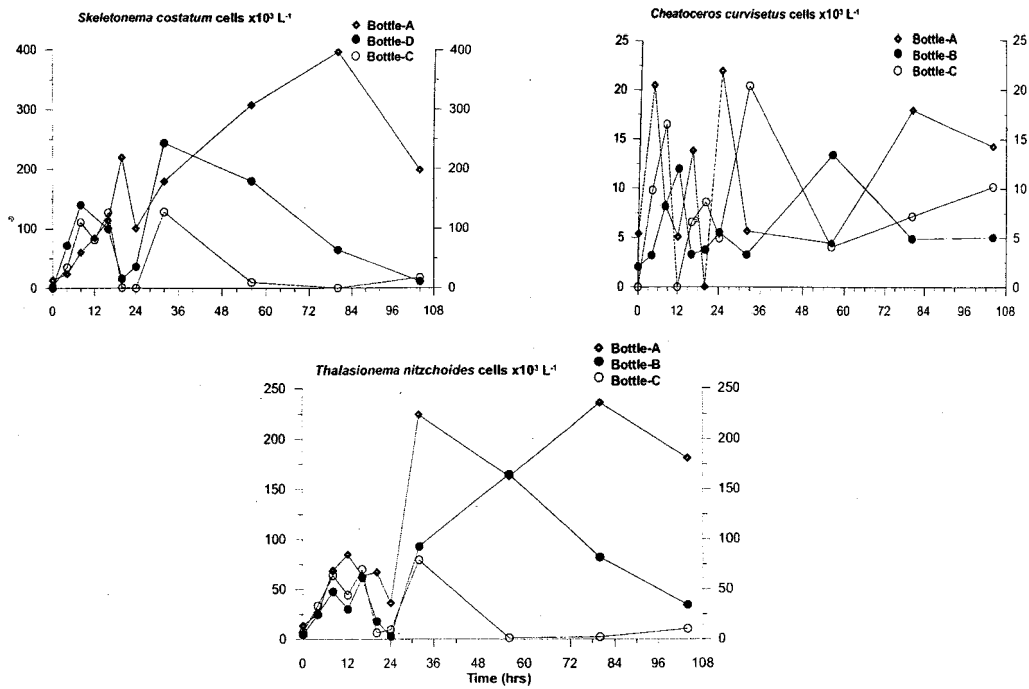 Skeletonema costatum cells x10³ L⁻¹
Bottle-A
Bottle-D
Bottle-C
400
300
200
100
0
400
300
200
100
0
0 12 24 36 48 60 72 84 96 108
Cheatoceros curvisetus cells x10³ L⁻¹
Bottle-A
Bottle-B
Bottle-C
25
20
15
10
5
0
25
20
15
10
5
0
0 12 24 36 48 60 72 84 96 108
Thalasionema nitzchoides cells x10³ L⁻¹
Bottle-A
Bottle-B
Bottle-C
250
200
150
100
50
0
250
200
150
100
50
0
0 12 24 36 48 60 72 84 96 108
Time (hrs)